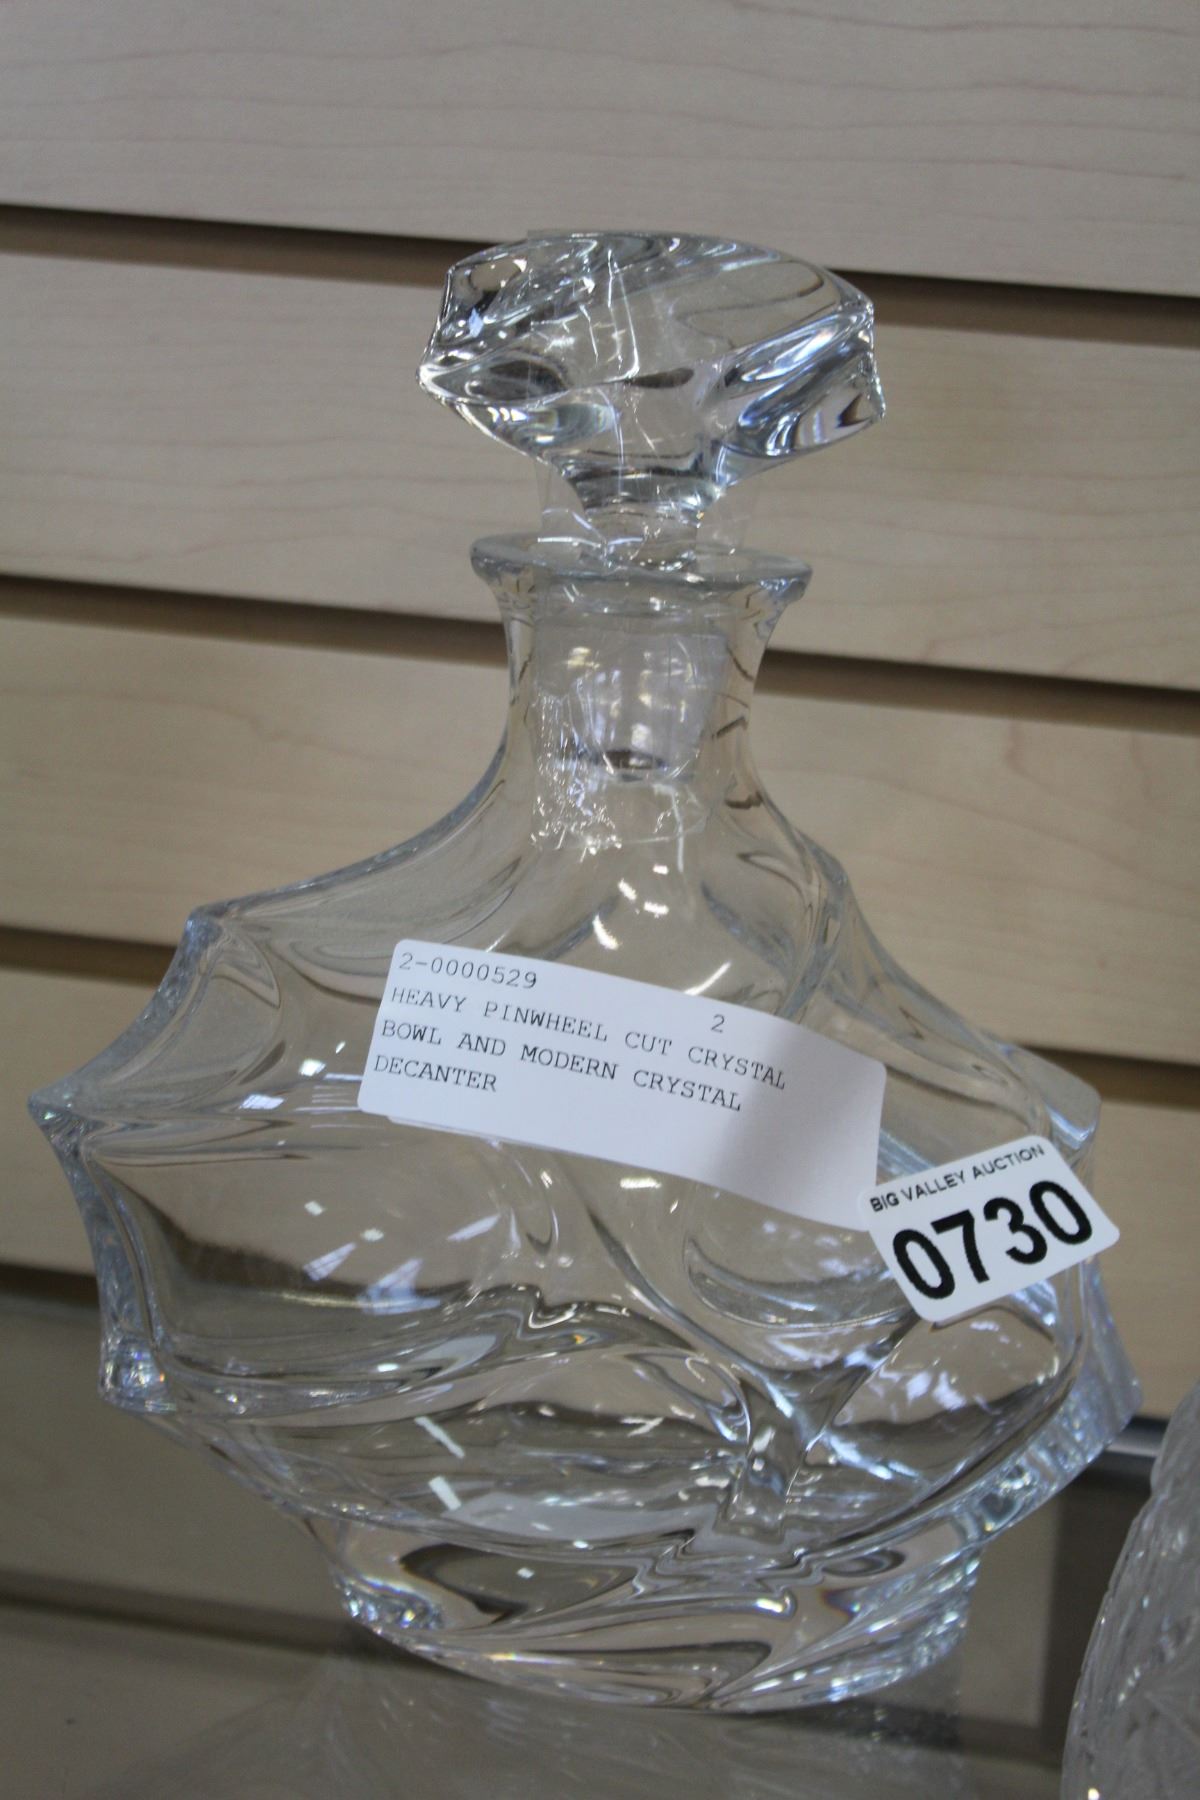 2-0000529
2
HEAVY PINWHEEL CUT CRYSTAL
BOWL AND MODERN CRYSTAL
DECANTER
BIG VALLEY AUCTION
0730